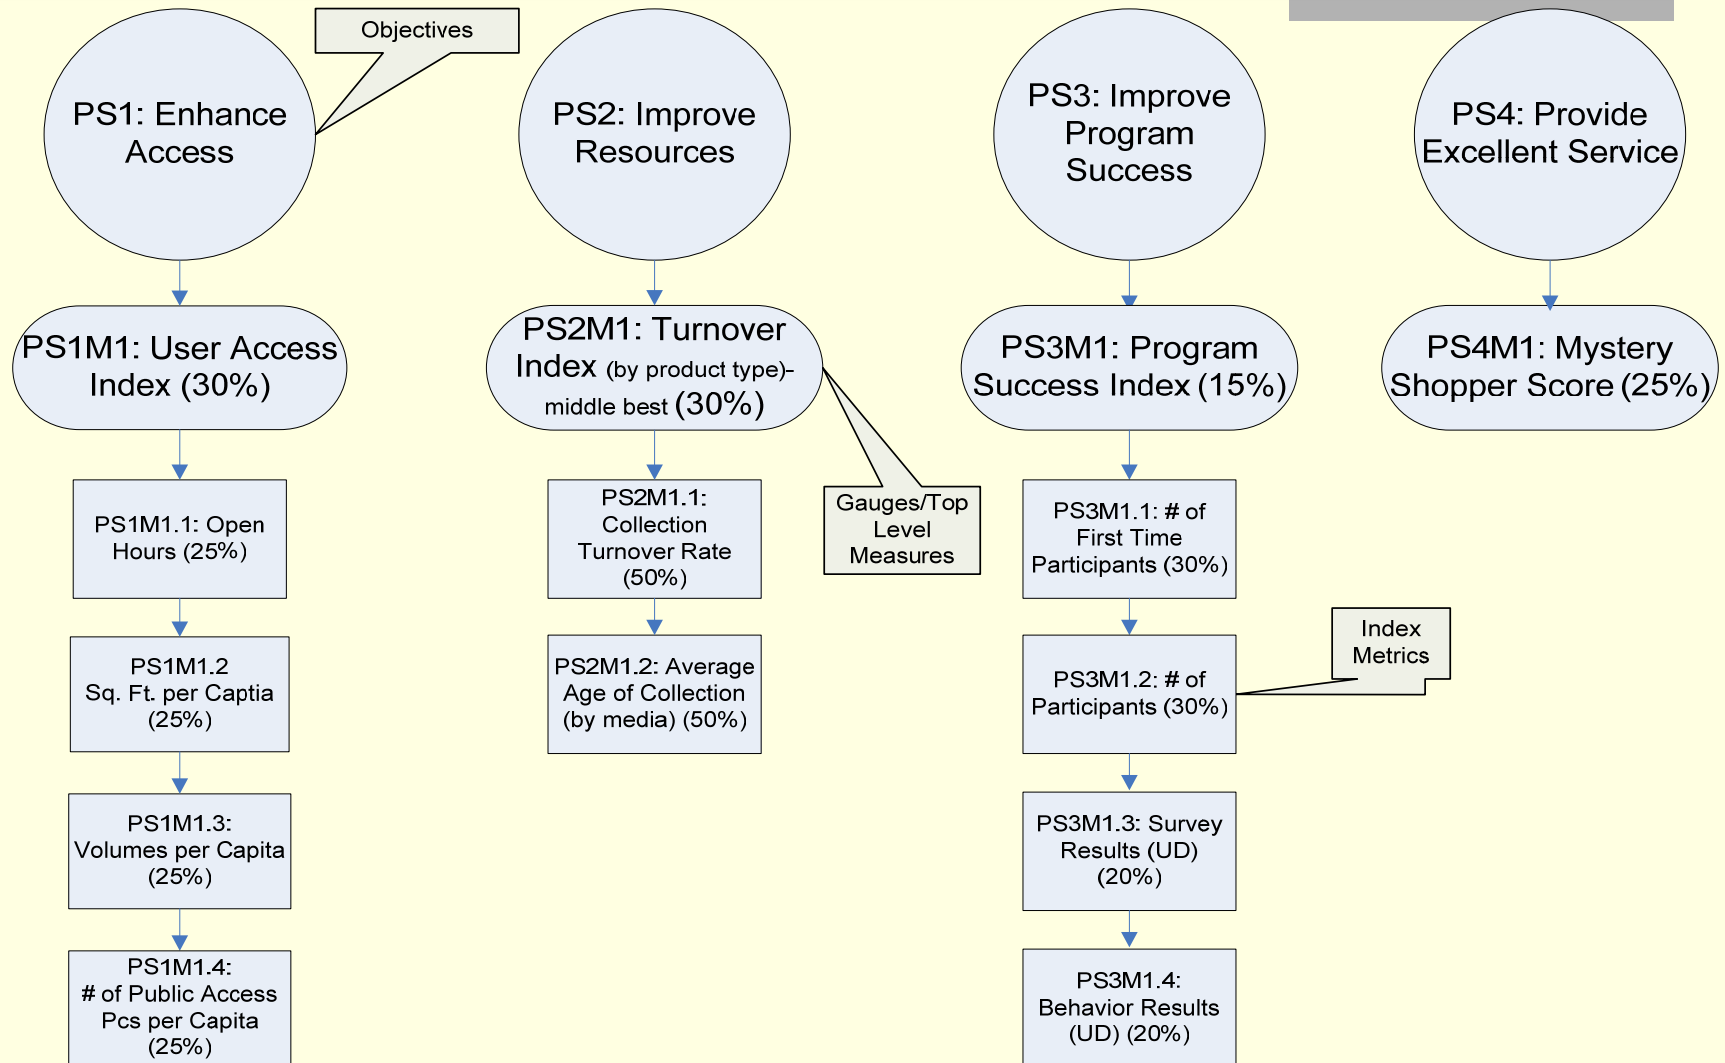 Objectives
PS1: Enhance
Access
PS2: Improve
Resources
PS3: Improve
Program
Success
PS4: Provide
Excellent Service
PS1M1: User Access
Index (30%)
PS2M1: Turnover
Index (by product type)-
middle best (30%)
PS3M1: Program
Success Index (15%)
PS4M1: Mystery
Shopper Score (25%)
Gauges/Top
Level
Measures
PS1M1.1: Open
Hours (25%)
PS2M1.1:
Collection
Turnover Rate
(50%)
PS3M1.1: # of
First Time
Participants (30%)
Index
Metrics
PS1M1.2
Sq. Ft. per Captia
(25%)
PS2M1.2: Average
Age of Collection
(by media) (50%)
PS3M1.2: # of
Participants (30%)
PS1M1.3:
Volumes per Capita
(25%)
PS3M1.3: Survey
Results (UD)
(20%)
PS1M1.4:
# of Public Access
Pcs per Capita
(25%)
PS3M1.4:
Behavior Results
(UD) (20%)